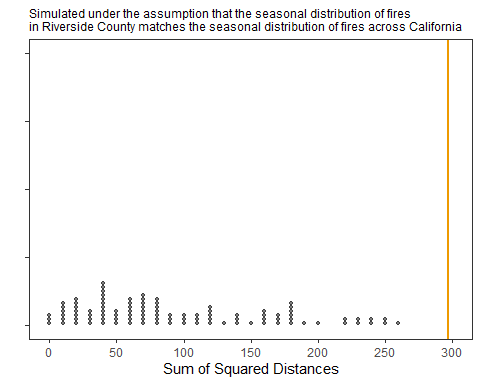 Simulated under the assumption that the seasonal distribution of fires
in Riverside County matches the seasonal distribution of fires across California
0 50 100 150 200 250 300
Sum of Squared Distances